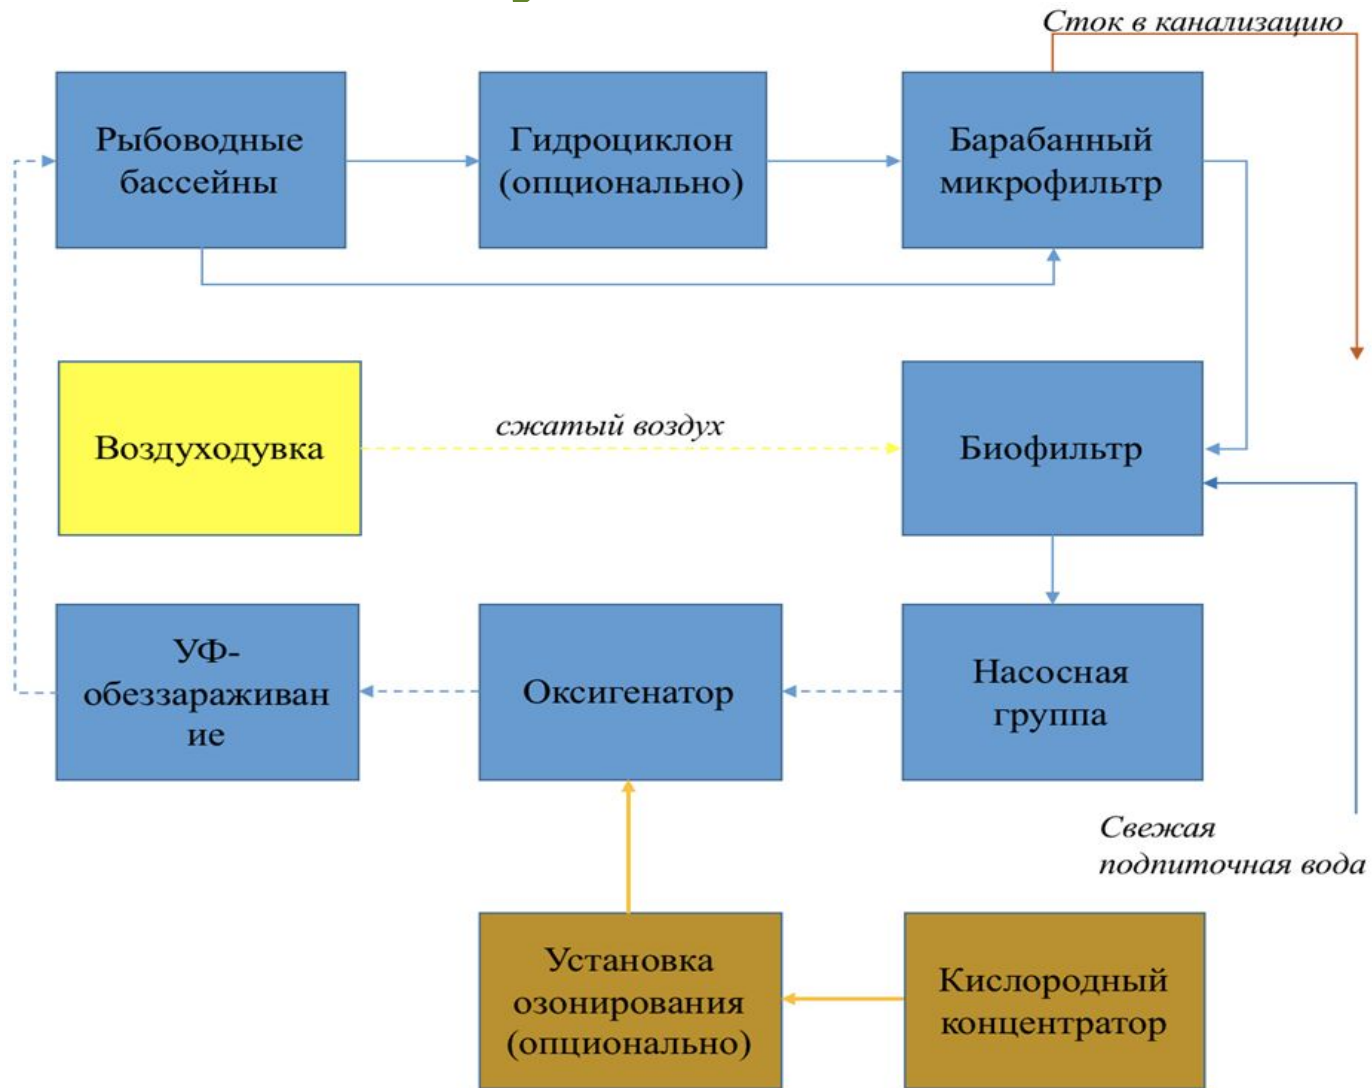 Сток в канализацию
Рыбоводные
бассейны
Гидроциклон
(опционально)
Барабанный
микрофильтр
Воздуходувка
сжатый воздух
Биофильтр
УФ-
обеззараживан
ие
Оксигенатор
Насосная
группа
Свежая
подпиточная вода
Установка
озонирования
(опционально)
Кислородный
концентратор